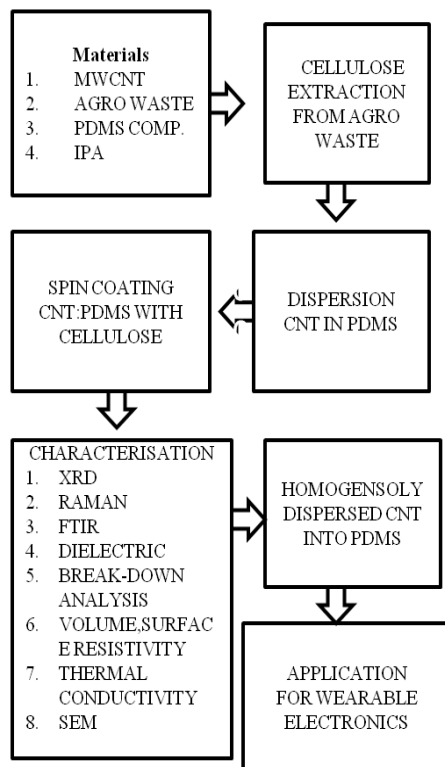 Materials
1. MWCNT
2. AGRO WASTE
3. PDMS COMP.
4. IPA
CELLULOSE
EXTRACTION
FROM AGRO
WASTE
DISPERSION
CNT IN PDMS
SPIN COATING
CNT:PDMS WITH
CELLULOSE
CHARACTERISATION
1. XRD
2. RAMAN
3. FTIR
4. DIELECTRIC
5. BREAK-DOWN
ANALYSIS
6. VOLUME,SURFAC
E RESISTIVITY
7. THERMAL
CONDUCTIVITY
8. SEM
HOMOGENSOLY
DISPERSED CNT
INTO PDMS
APPLICATION
FOR WEARABLE
ELECTRONICS